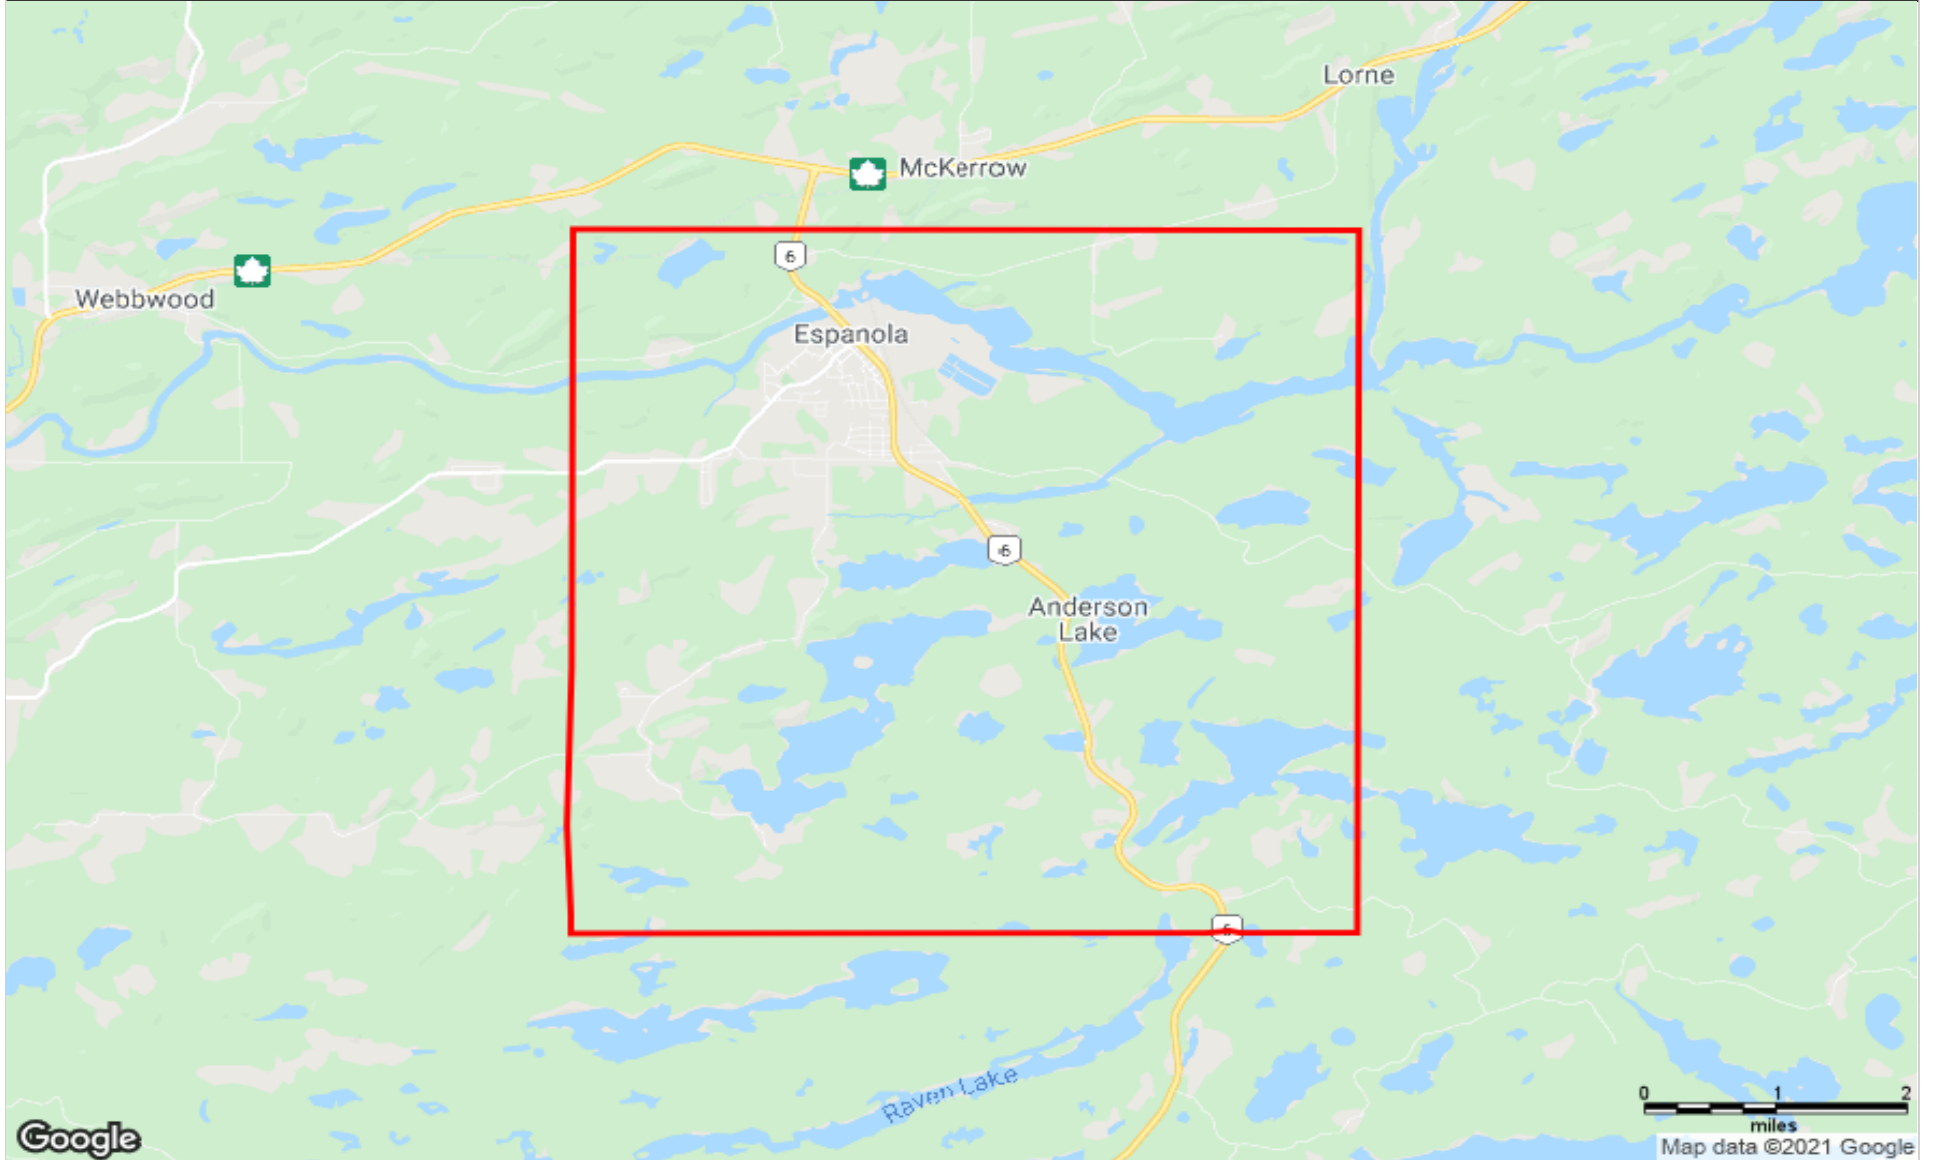 Lorne
McKerrow
6
Webbwood
Espanola
6
Anderson
Lake
6
Raven Lake
0 1 2
miles
Google
Map data ©2021 Google